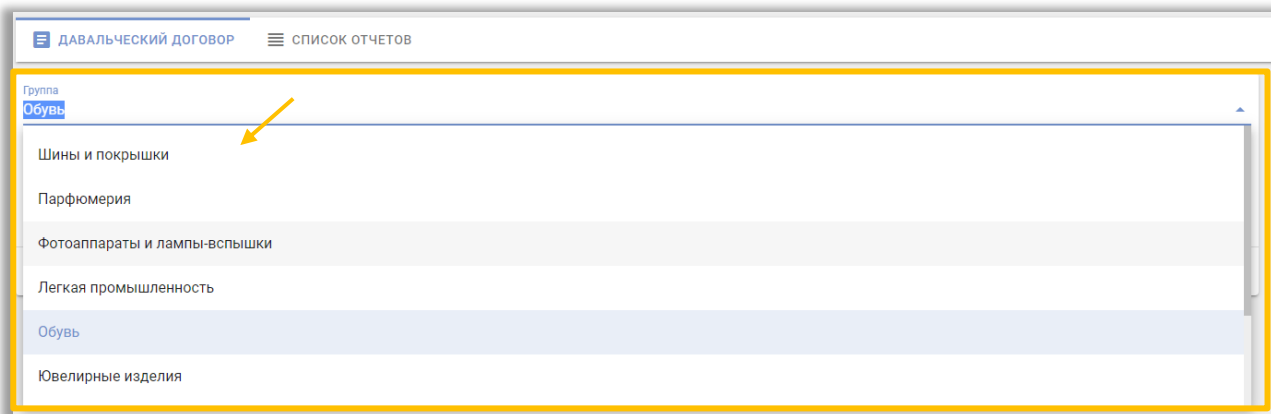 ДАВАЛЬЧЕСКИЙ ДОГОВОР СПИСОК ОТЧЕТОВ
Группа
Обувь
Шины и покрышки
Парфюмерия
Фотоаппараты и лампы-вспышки
Легкая промышленность
Обувь
Ювелирные изделия